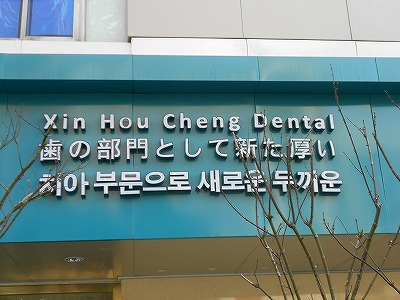 Xin Hou Cheng Dental
歯の部門として新た厚い
치아 부문으로 새로운 두꺼운